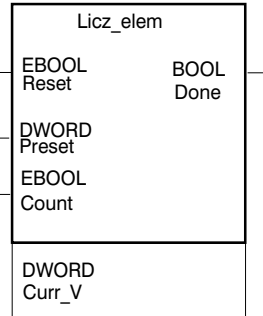 Licz_elem
EBOOL
Reset
BOOL
Done
DWORD
Preset
EBOOL
Count
DWORD
Curr_V